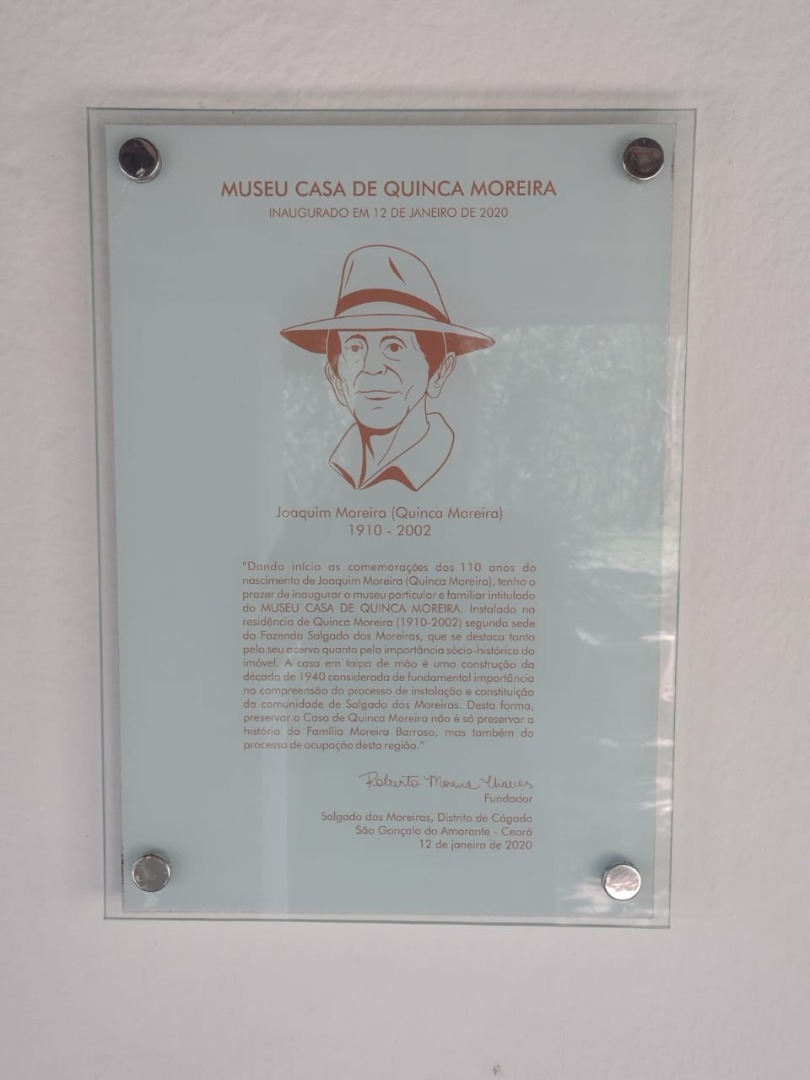 MUSEU CASA DE QUINCA MOREIRA
INAUGURADO EM 12 DE JANEIRO DE 2020
Joaquim Moreira (Quinca Moreira)
1910 - 2002
"Dando início as comemorações dos 110 anos do
nascimento de Joaquim Moreira (Quinca Moreira), tenho o
prazer de inaugurar o museu particular e familiar intitulado
do MUSEU CASA DE QUINCA MOREIRA. Instalado na
residência de Quinca Moreira (1910-2002) segunda sede
da Fazenda Salgado dos Moreiras, que se destaca tanto
pelo seu acervo quanto pela importância sócio-histórica do
imóvel. A casa em taipa de mão é uma construção da
década de 1940 considerada de fundamental importância
na compreensão do processo de instalação e constituição
da comunidade de Salgado dos Moreiras. Desta forma,
preservar a Casa de Quinca Moreira não é só preservar a
história da Família Moreira Barroso, mas também do
processo de ocupação desta região."
Roberto Moreira Chaves
Fundador
Salgado dos Moreiras, Distrito de Cágado
São Gonçalo do Amarante - Ceará
12 de janeiro de 2020